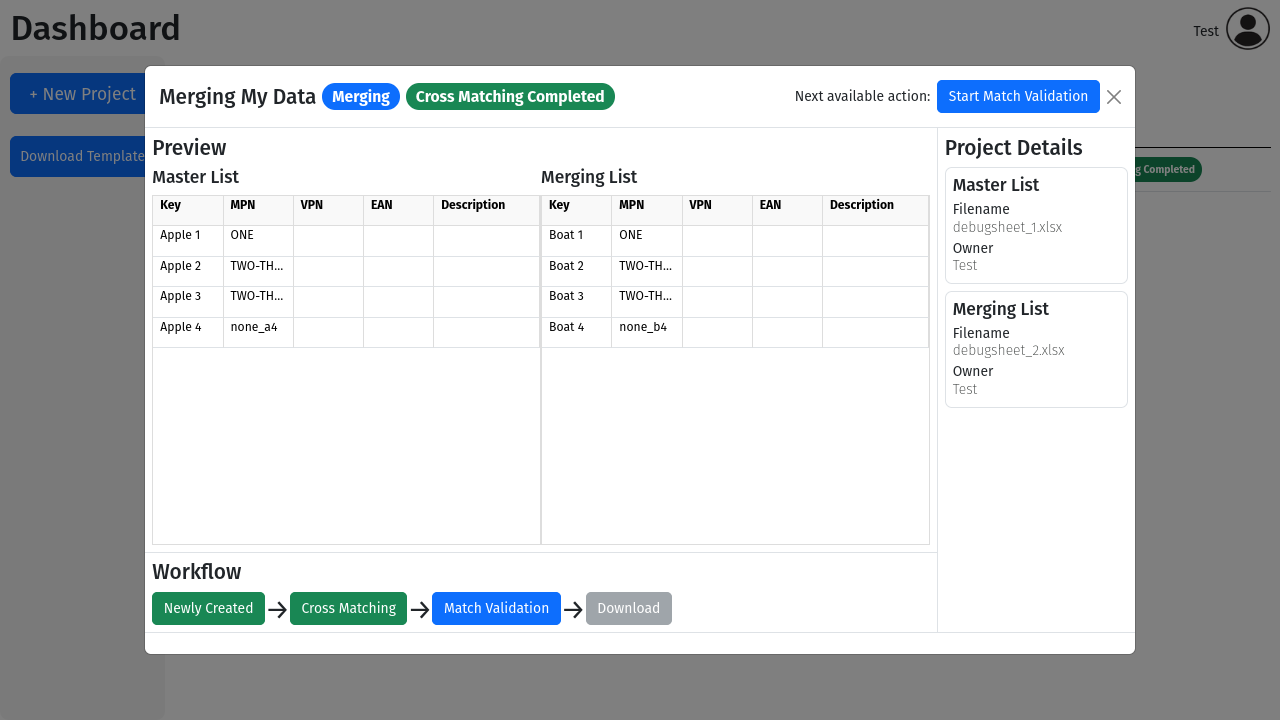 Dashboard
Test
+ New Project
Download Template
g Completed
Merging My Data Merging Cross Matching Completed
Next available action: Start Match Validation
Preview
Master List
Key MPN VPN EAN Description
Apple 1 ONE
Apple 2 TWO-TH...
Apple 3 TWO-TH...
Apple 4 none_a4
Merging List
Key MPN VPN EAN Description
Boat 1 ONE
Boat 2 TWO-TH...
Boat 3 TWO-TH...
Boat 4 none_b4
Project Details
Master List
Filename
debugsheet_1.xlsx
Owner
Test
Merging List
Filename
debugsheet_2.xlsx
Owner
Test
Workflow
Newly Created → Cross Matching → Match Validation → Download